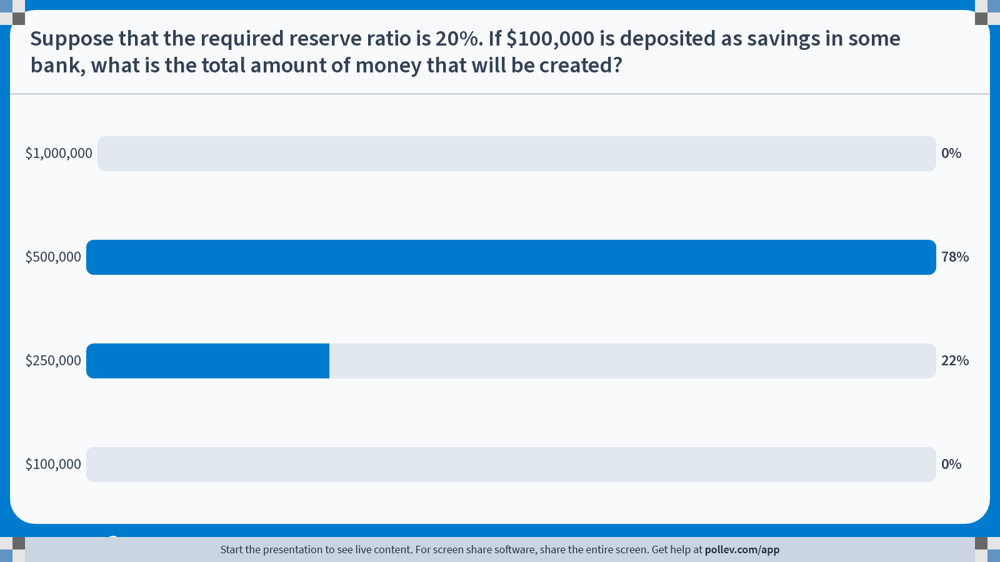 Suppose that the required reserve ratio is 20%. If $100,000 is deposited as savings in some
bank, what is the total amount of money that will be created?
$1,000,000 0%
$500,000 78%
$250,000 22%
$100,000 0%
Start the presentation to see live content. For screen share software, share the entire screen. Get help at pollev.com/app